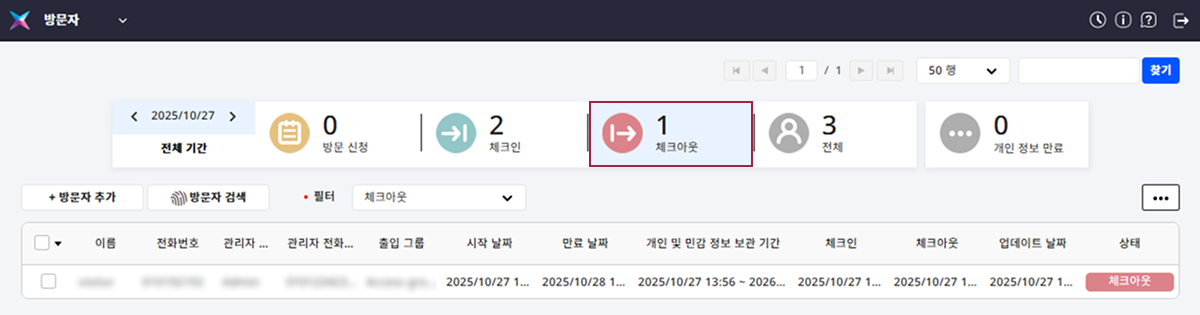 방문자
1 / 1 50 행 찾기
2025/10/27
전체 기간
0 방문 신청
2 체크인
1 체크아웃
3 전체
0 개인 정보 만료
+ 방문자 추가 방문자 검색 • 필터 체크아웃
이름 전화번호 관리자 ... 관리자 전화... 출입 그룹 시작 날짜 만료 날짜 개인 및 민감 정보 보관 기간 체크인 체크아웃 업데이트 날짜 상태
2025/10/27 1... 2025/10/28 1... 2025/10/27 13:56 ~ 2026... 2025/10/27 1... 2025/10/27 1... 2025/10/27 1... 체크아웃